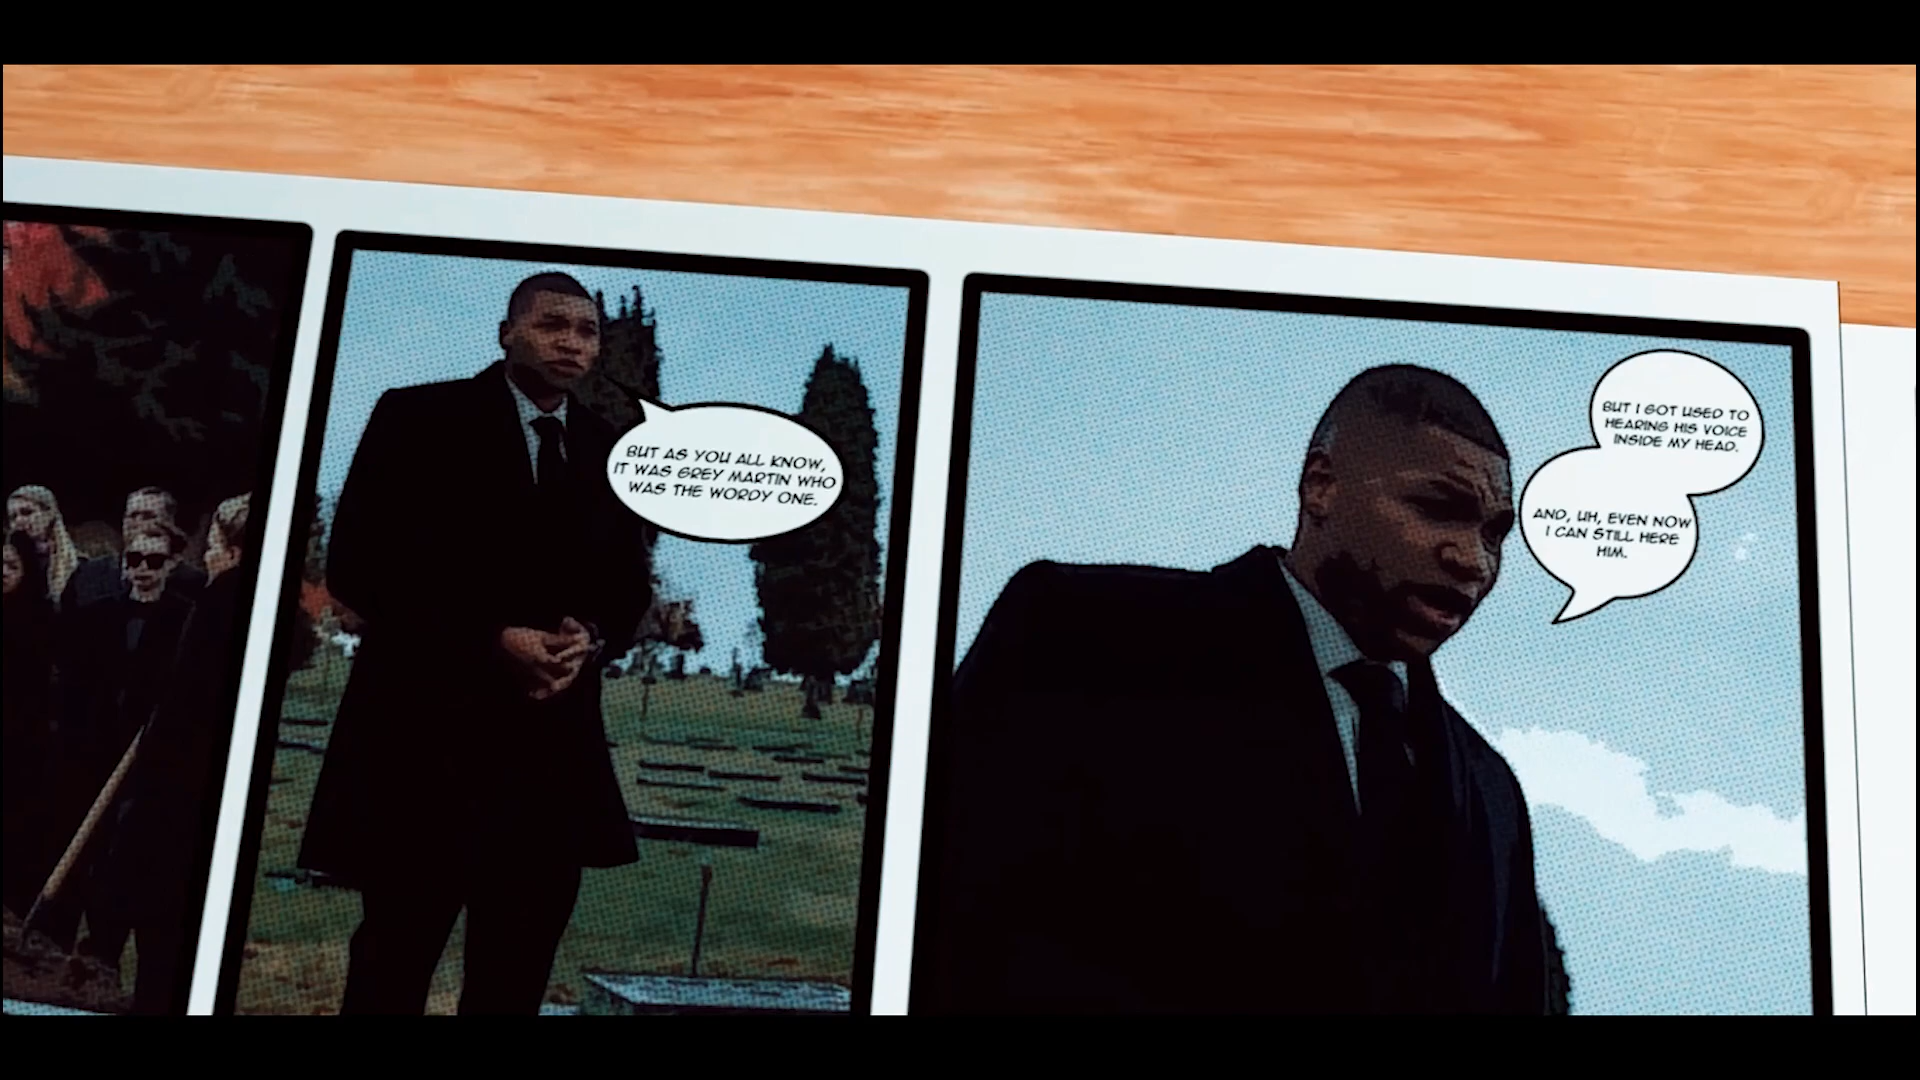 BUT AS YOU ALL KNOW,
IT WAS GREY MARTIN WHO
WAS THE WORDY ONE.
BUT I GOT USED TO
HEARING HIS VOICE
INSIDE MY HEAD.
AND, UH, EVEN NOW
I CAN STILL HERE
HIM.